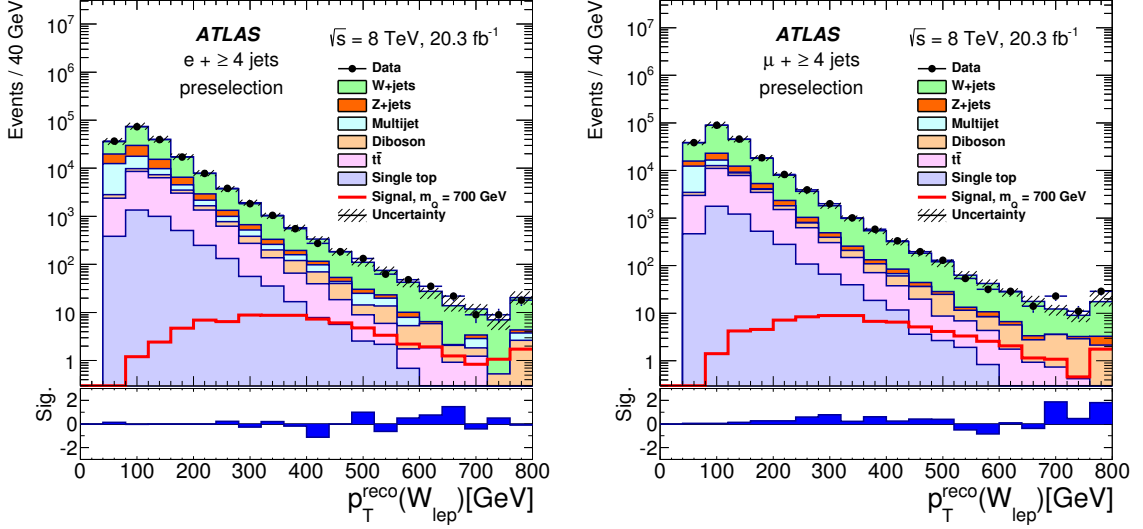 Events / 40 GeV
10^7
10^6
10^5
10^4
10^3
10^2
10
1
ATLAS
e + ≥ 4 jets
preselection
√s = 8 TeV, 20.3 fb^-1
Data
W+jets
Z+jets
Multijet
Diboson
tt̄
Single top
Signal, m_Q = 700 GeV
Uncertainty
Sig.
2
0
-2
0 100 200 300 400 500 600 700 800
p_T^reco(W_lep)[GeV]
Events / 40 GeV
10^7
10^6
10^5
10^4
10^3
10^2
10
1
ATLAS
μ + ≥ 4 jets
preselection
√s = 8 TeV, 20.3 fb^-1
Data
W+jets
Z+jets
Multijet
Diboson
tt̄
Single top
Signal, m_Q = 700 GeV
Uncertainty
Sig.
2
0
-2
0 100 200 300 400 500 600 700 800
p_T^reco(W_lep)[GeV]